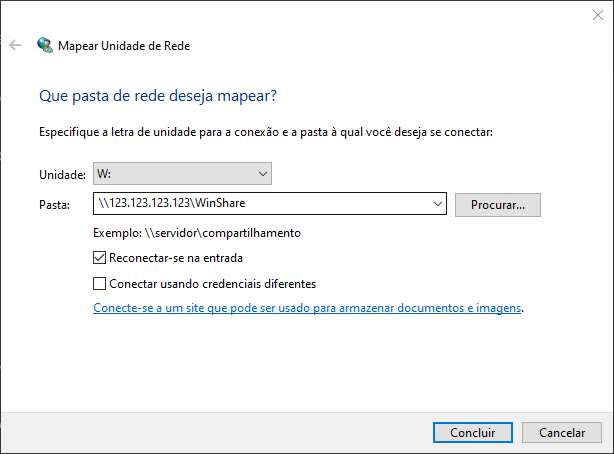 Mapear Unidade de Rede
Que pasta de rede deseja mapear?
Especifique a letra de unidade para a conexão e a pasta à qual você deseja se conectar:
Unidade: W:
Pasta: \\123.123.123.123\WinShare Procurar...
Exemplo: \\servidor\compartilhamento
Reconectar-se na entrada
Conectar usando credenciais diferentes
Conecte-se a um site que pode ser usado para armazenar documentos e imagens.
Concluir Cancelar